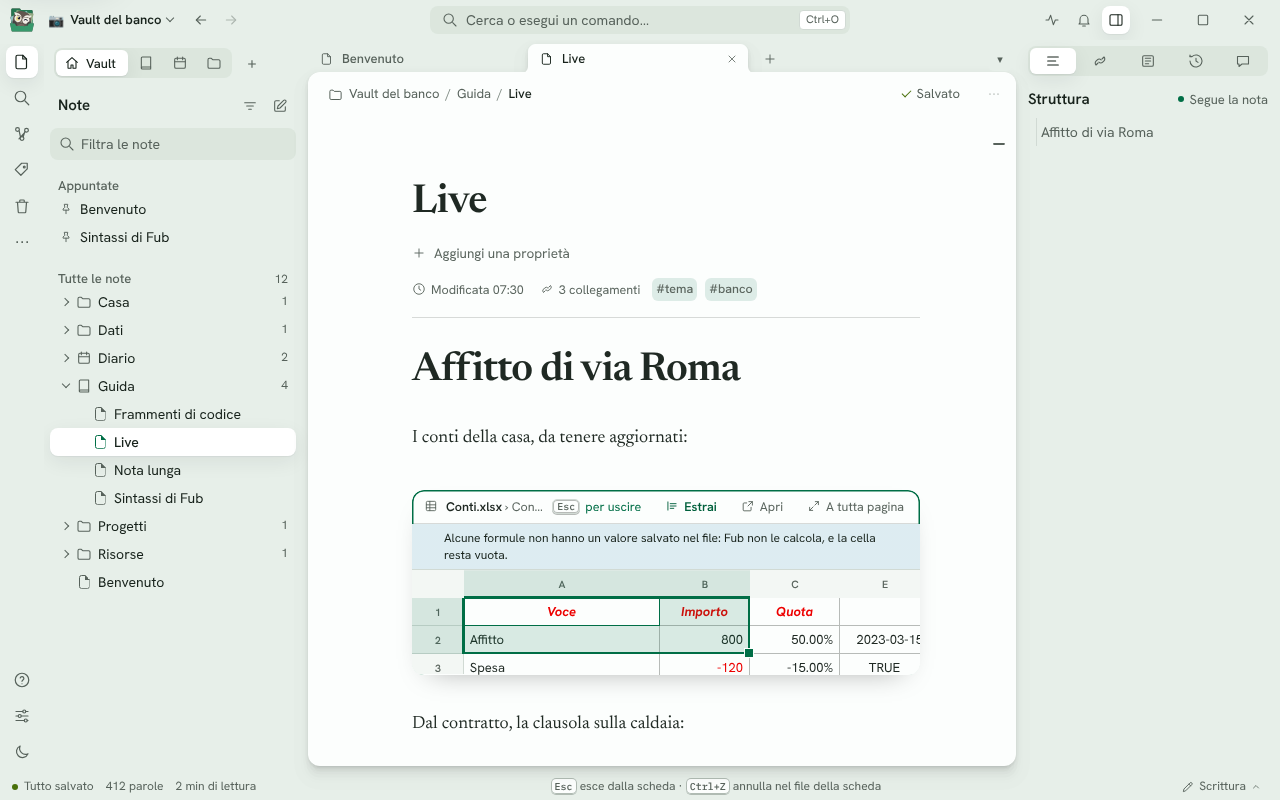 Vault del banco
Cerca o esegui un comando...
Ctrl+O
Vault
Benvenuto
Live
Note
Filtra le note
Appuntate
Benvenuto
Sintassi di Fub
Tutte le note 12
Casa 1
Dati 1
Diario 2
Guida 4
Frammenti di codice
Live
Nota lunga
Sintassi di Fub
Progetti 1
Risorse 1
Benvenuto
Vault del banco / Guida / Live
Salvato
Live
Aggiungi una proprietà
Modificata 07:30 3 collegamenti #tema #banco
Affitto di via Roma
I conti della casa, da tenere aggiornati:
Conti.xlsx › Con... Esc per uscire Estrai Apri A tutta pagina
Alcune formule non hanno un valore salvato nel file: Fub non le calcola, e la cella
resta vuota.
A B C E
1 Voce Importo Quota
2 Affitto 800 50.00% 2023-03-15
3 Spesa -120 -15.00% TRUE
Dal contratto, la clausola sulla caldaia:
Struttura
Segue la nota
Affitto di via Roma
Tutto salvato 412 parole 2 min di lettura
Esc esce dalla scheda · Ctrl+Z annulla nel file della scheda
Scrittura